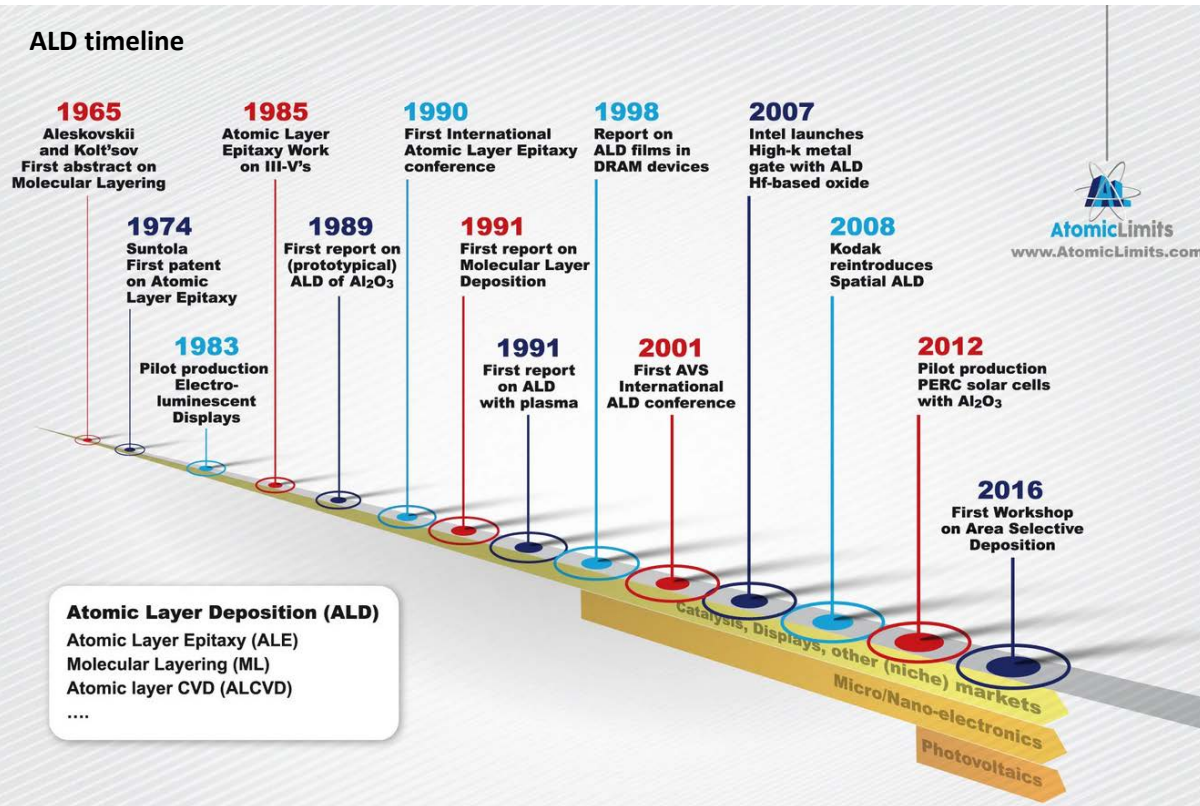 ALD timeline
1965
Aleskovskii
and Kolt'sov
First abstract on
Molecular Layering
1974
Suntola
First patent
on Atomic
Layer Epitaxy
1983
Pilot production
Electro-
luminescent
Displays
1985
Atomic Layer
Epitaxy Work
on III-V's
1989
First report on
(prototypical)
ALD of Al₂O₃
1990
First International
Atomic Layer Epitaxy
conference
1991
First report on
Molecular Layer
Deposition
1991
First report
on ALD
with plasma
1998
Report on
ALD films in
DRAM devices
2001
First AVS
International
ALD conference
2007
Intel launches
High-k metal
gate with ALD
Hf-based oxide
2008
Kodak
reintroduces
Spatial ALD
2012
Pilot production
PERC solar cells
with Al₂O₃
2016
First Workshop
on Area Selective
Deposition
AL
AtomicLimits
www.AtomicLimits.com
Catalysis, Displays, other (niche) markets
Micro/Nano-electronics
Photovoltaics
Atomic Layer Deposition (ALD)
Atomic Layer Epitaxy (ALE)
Molecular Layering (ML)
Atomic layer CVD (ALCVD)
....